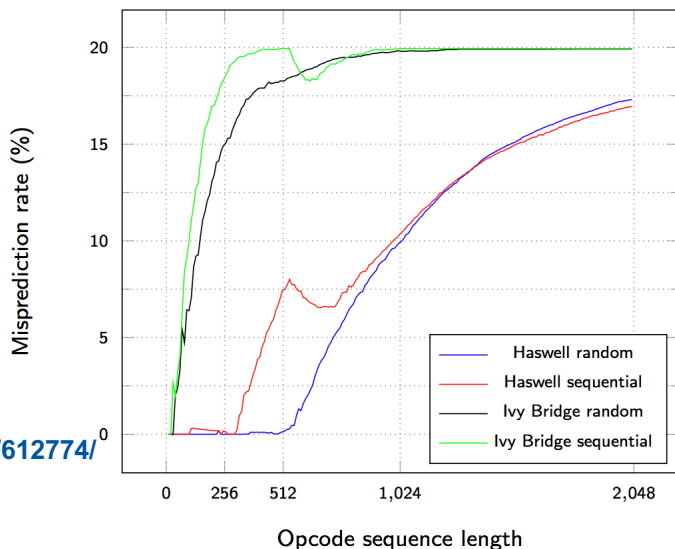 20
15
10
5
0
Misprediction rate (%)
Haswell random
Haswell sequential
Ivy Bridge random
Ivy Bridge sequential
/612774/
0 256 512 1,024 2,048
Opcode sequence length